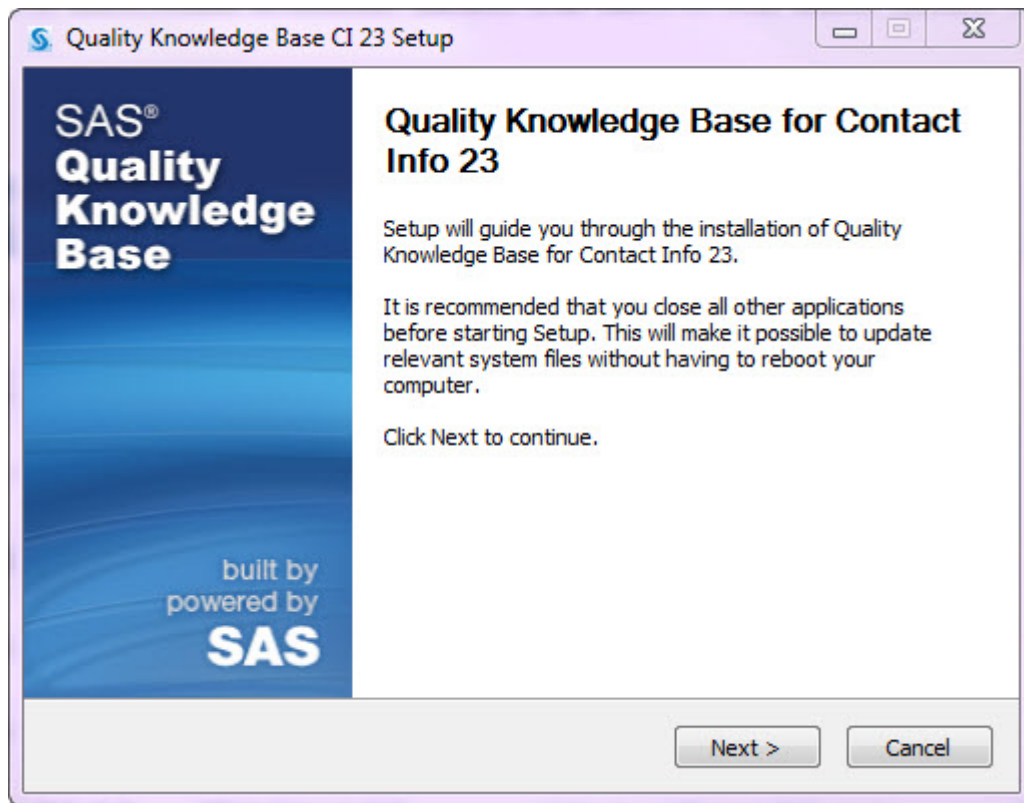 Quality Knowledge Base CI 23 Setup
SAS®
Quality
Knowledge
Base
built by
powered by
SAS
Quality Knowledge Base for Contact
Info 23
Setup will guide you through the installation of Quality
Knowledge Base for Contact Info 23.
It is recommended that you close all other applications
before starting Setup. This will make it possible to update
relevant system files without having to reboot your
computer.
Click Next to continue.
Next >
Cancel